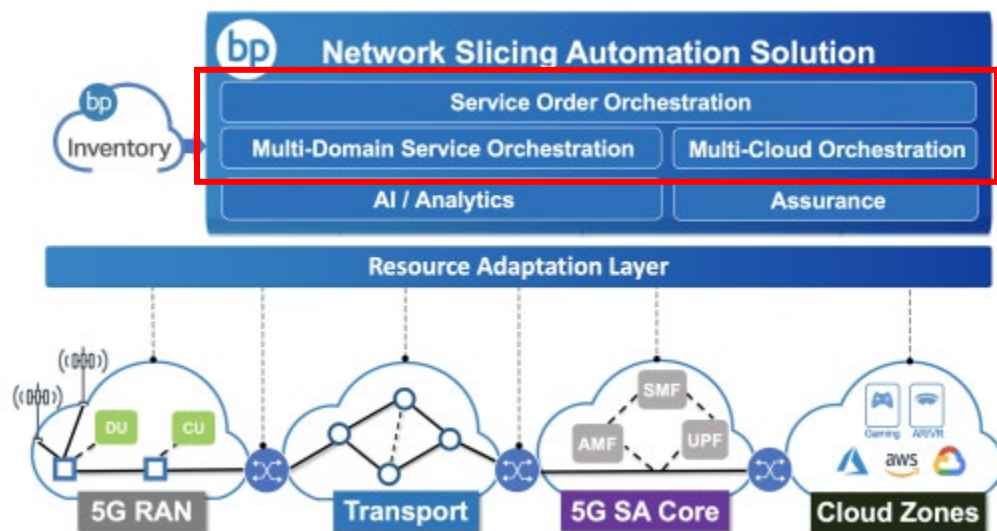 bp Network Slicing Automation Solution
Service Order Orchestration
bp
Inventory
Multi-Domain Service Orchestration
Multi-Cloud Orchestration
AI / Analytics
Assurance
Resource Adaptation Layer
DU
CU
SMF
AMF
UPF
Gaming
AR/VR
aws
5G RAN
Transport
5G SA Core
Cloud Zones